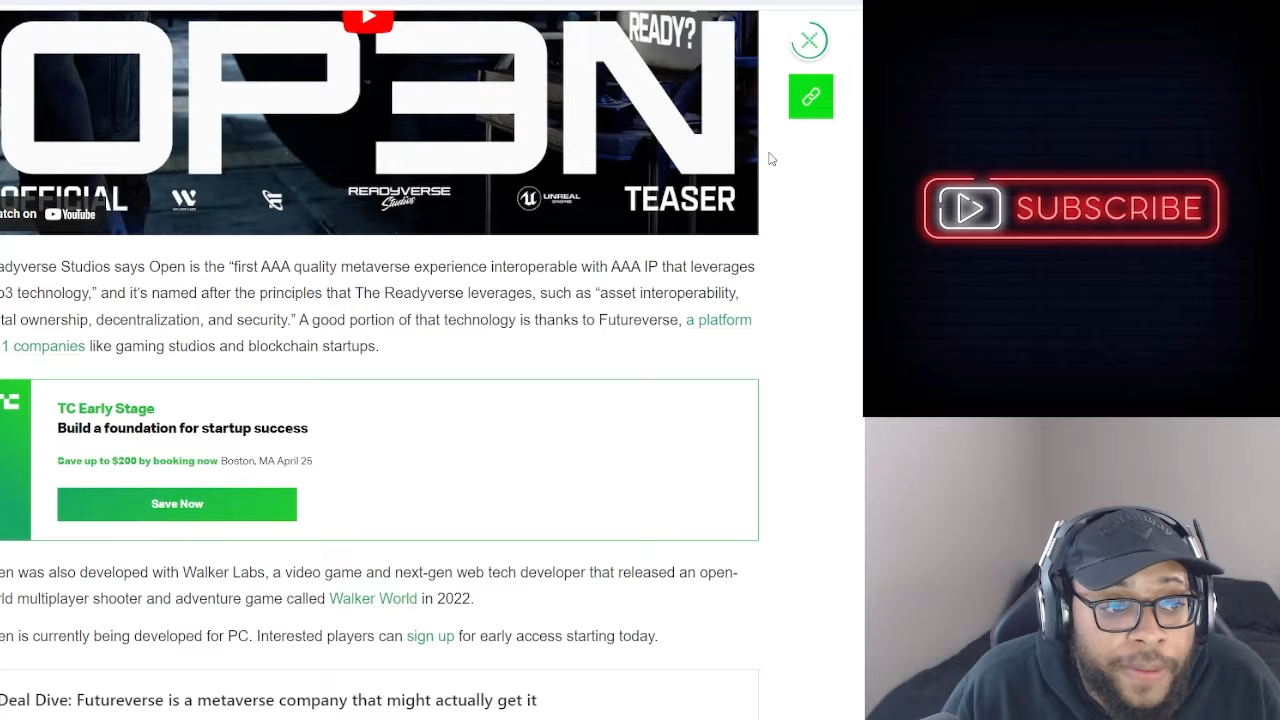 READY?
OP3N
OFFICIAL
READYVERSE
Studios
UNREAL
ENGINE
TEASER
atch on YouTube
adyverse Studios says Open is the “first AAA quality metaverse experience interoperable with AAA IP that leverages
o3 technology,” and it’s named after the principles that The Readyverse leverages, such as “asset interoperability,
tal ownership, decentralization, and security.” A good portion of that technology is thanks to Futureverse, a platform
1 companies like gaming studios and blockchain startups.
TC Early Stage
Build a foundation for startup success
Save up to $200 by booking now Boston, MA April 25
Save Now
en was also developed with Walker Labs, a video game and next-gen web tech developer that released an open-
rld multiplayer shooter and adventure game called Walker World in 2022.
en is currently being developed for PC. Interested players can sign up for early access starting today.
Deal Dive: Futureverse is a metaverse company that might actually get it
SUBSCRIBE